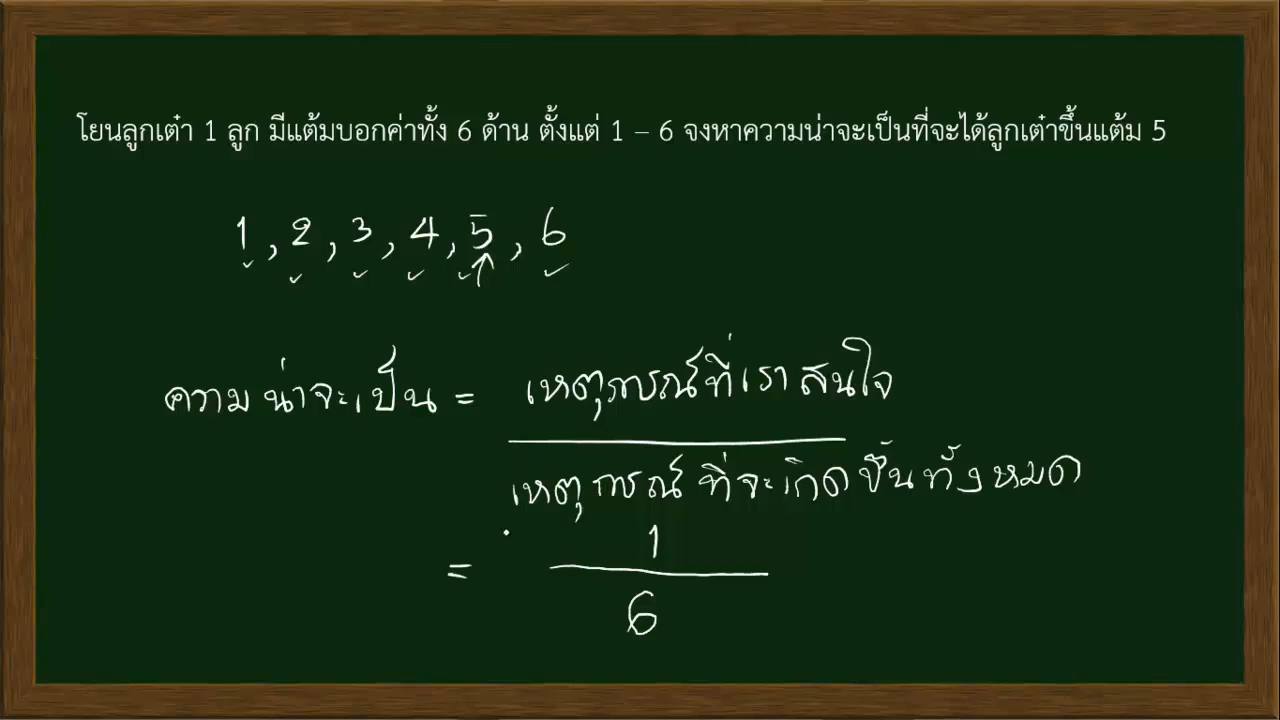 โยนลูกเต๋า 1 ลูก มีแต้มบอกค่าทั้ง 6 ด้าน ตั้งแต่ 1 – 6 จงหาความน่าจะเป็นที่จะได้ลูกเต๋าขึ้นแต้ม 5
1 , 2 , 3 , 4 , 5 , 6
ความน่าจะเป็น = เหตุการณ์ที่เราสนใจ
เหตุการณ์ที่จะเกิดขึ้นทั้งหมด
= 1
6